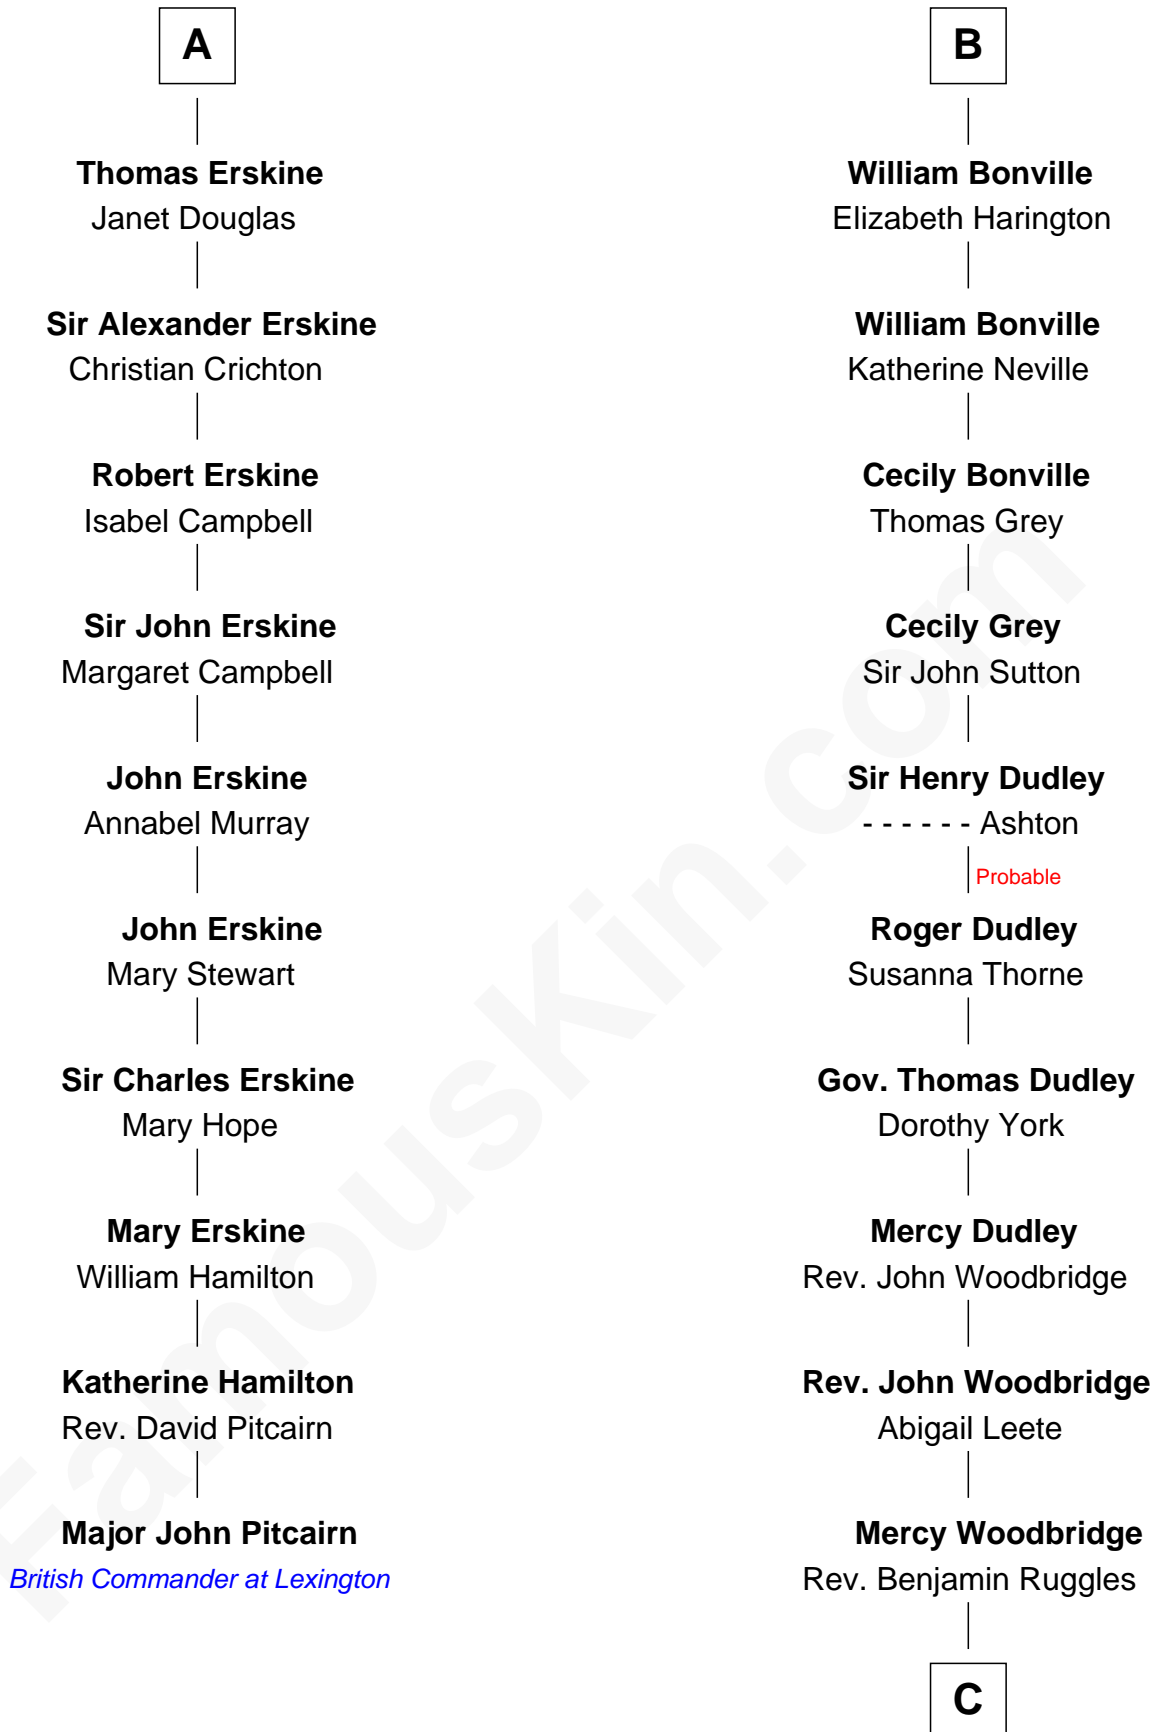 A
Thomas Erskine
Janet Douglas
Sir Alexander Erskine
Christian Crichton
Robert Erskine
Isabel Campbell
Sir John Erskine
Margaret Campbell
John Erskine
Annabel Murray
John Erskine
Mary Stewart
Sir Charles Erskine
Mary Hope
Mary Erskine
William Hamilton
Katherine Hamilton
Rev. David Pitcairn
Major John Pitcairn
British Commander at Lexington
B
William Bonville
Elizabeth Harington
William Bonville
Katherine Neville
Cecily Bonville
Thomas Grey
Cecily Grey
Sir John Sutton
Sir Henry Dudley
- - - - - - Ashton
Probable
Roger Dudley
Susanna Thorne
Gov. Thomas Dudley
Dorothy York
Mercy Dudley
Rev. John Woodbridge
Rev. John Woodbridge
Abigail Leete
Mercy Woodbridge
Rev. Benjamin Ruggles
C
FamousKin.com